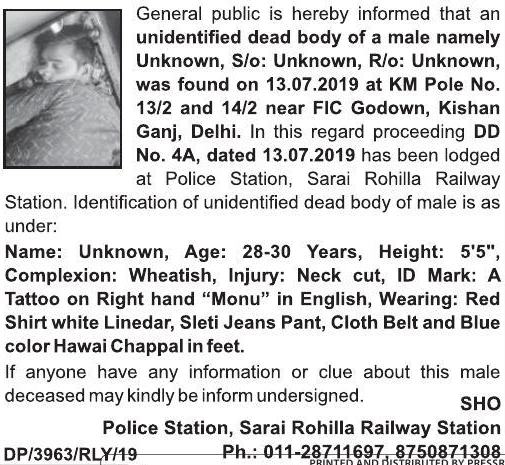 General public is hereby informed that an
unidentified dead body of a male namely
Unknown, S/o: Unknown, R/o: Unknown,
was found on 13.07.2019 at KM Pole No.
13/2 and 14/2 near FIC Godown, Kishan
Ganj, Delhi. In this regard proceeding DD
No. 4A, dated 13.07.2019 has been lodged
at Police Station, Sarai Rohilla Railway
Station. Identification of unidentified dead body of male is as
under:
Name: Unknown, Age: 28-30 Years, Height: 5'5",
Complexion: Wheatish, Injury: Neck cut, ID Mark: A
Tattoo on Right hand “Monu” in English, Wearing: Red
Shirt white Linedar, Sleti Jeans Pant, Cloth Belt and Blue
color Hawai Chappal in feet.
If anyone have any information or clue about this male
deceased may kindly be inform undersigned.
SHO
Police Station, Sarai Rohilla Railway Station
DP/3963/RLY/19 Ph.: 011-28711697, 8750871308
PRINTED AND DISTRIBUTED BY PRESSR